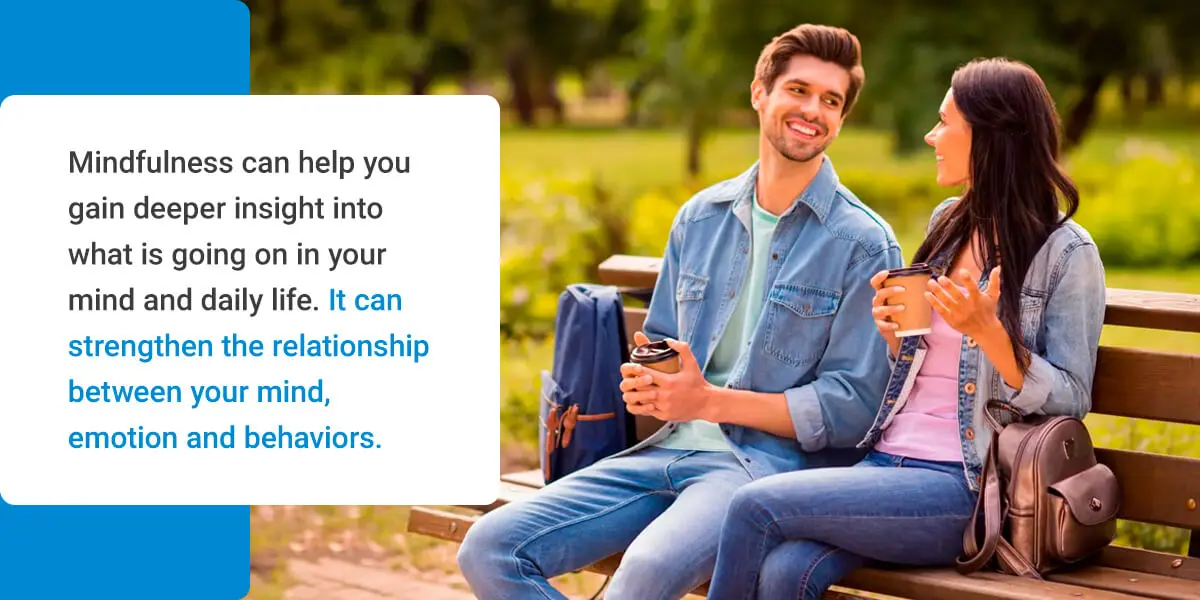 Mindfulness can help you
gain deeper insight into
what is going on in your
mind and daily life. It can
strengthen the relationship
between your mind,
emotion and behaviors.